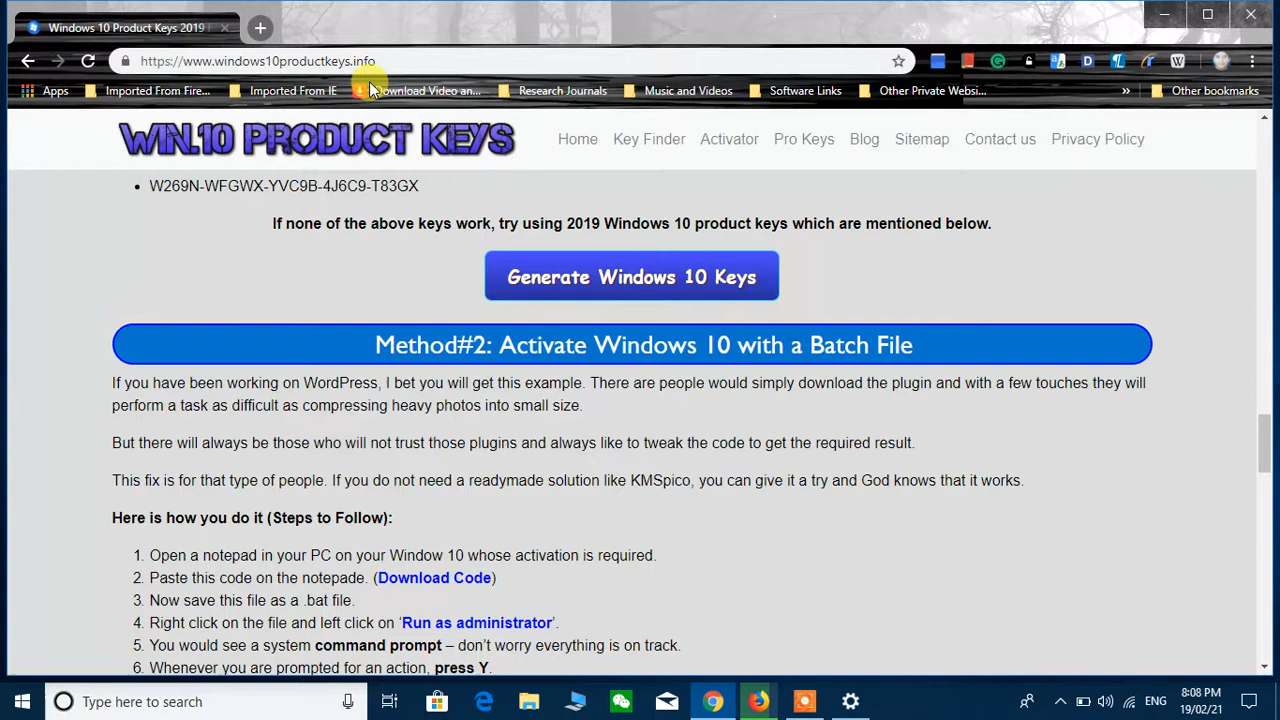 Windows 10 Product Keys 2019
https://www.windows10productkeys.info
Apps Imported From Fire... Imported From IE Download Video an... Research Journals Music and Videos Software Links Other Private Websi... » Other bookmarks
WIN.10 PRODUCT KEYS Home Key Finder Activator Pro Keys Blog Sitemap Contact us Privacy Policy
• W269N-WFGWX-YVC9B-4J6C9-T83GX
If none of the above keys work, try using 2019 Windows 10 product keys which are mentioned below.
Generate Windows 10 Keys
Method#2: Activate Windows 10 with a Batch File
If you have been working on WordPress, I bet you will get this example. There are people would simply download the plugin and with a few touches they will
perform a task as difficult as compressing heavy photos into small size.
But there will always be those who will not trust those plugins and always like to tweak the code to get the required result.
This fix is for that type of people. If you do not need a readymade solution like KMSpico, you can give it a try and God knows that it works.
Here is how you do it (Steps to Follow):
1. Open a notepad in your PC on your Window 10 whose activation is required.
2. Paste this code on the notepade. (Download Code)
3. Now save this file as a .bat file.
4. Right click on the file and left click on ‘Run as administrator’.
5. You would see a system command prompt – don’t worry everything is on track.
6. Whenever you are prompted for an action, press Y.
Type here to search
ENG
8:08 PM
19/02/21